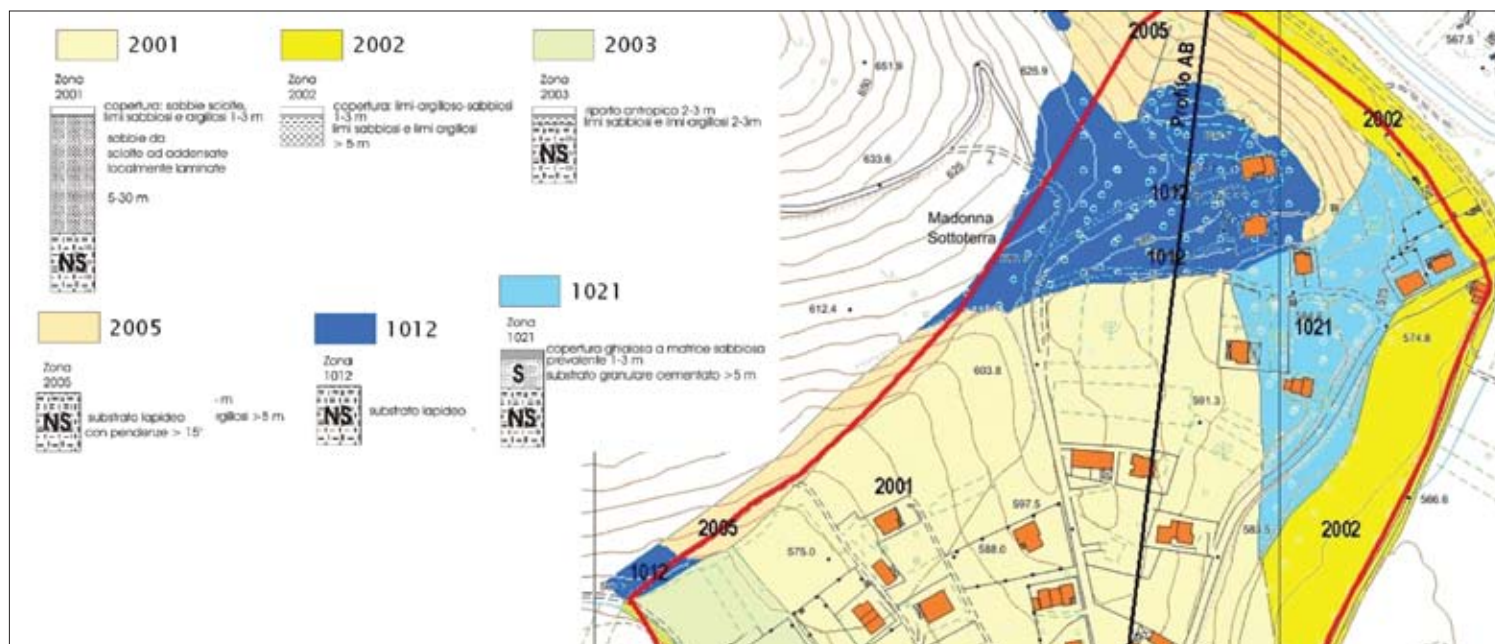 2001
Zona
2001
copertura: sabbie sciolte,
limi sabbiosi e argillosi 1-3 m
sabbie da
sciolte ad addensate
localmente laminate
5-30 m
NS
2002
Zona
2002
copertura: limi-argilloso-sabbiosi
1-3 m
limi sabbiosi e limi argillosi
> 5 m
2003
Zona
2003
riporto antropico 2-3 m
limi sabbiosi e limi argillosi 2-3m
NS
2005
Zona
2005
NS
substrato lapideo
con pendenze > 15°
- m
rgillosi >5 m
1012
Zona
1012
NS
substrato lapideo
1021
Zona
1021
copertura ghiaiosa a matrice sabbiosa
prevalente 1-3 m
substrato granulare cementato >5 m
S
NS
2005
Profilo AB
567.5
651.8
650
625.9
2002
633.6
625
1012
Madonna
Sottoterra
1012
612.4
575
1021
574.8
603.8
591.3
2001
597.5
566.6
583.5
2002
2005
575.0
588.0
1012